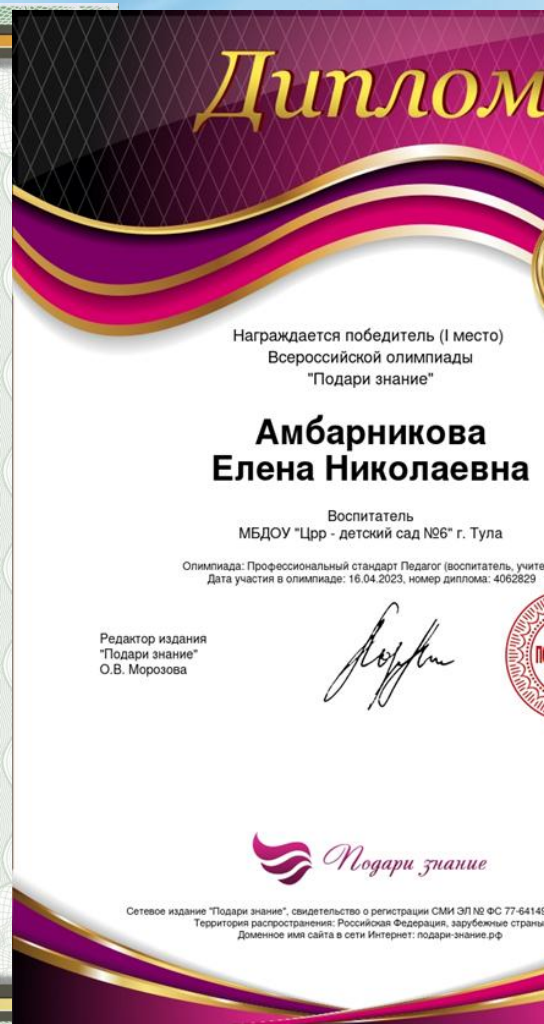 Диплом
Награждается победитель (I место)
Всероссийской олимпиады
"Подари знание"
Амбарникова
Елена Николаевна
Воспитатель
МБДОУ "Црр - детский сад №6" г. Тула
Олимпиада: Профессиональный стандарт Педагог (воспитатель,
Дата участия в олимпиаде: 16.04.2023, номер диплома: 4062829
Редактор издания
"Подари знание"
О.В. Морозова
Подари знание
Сетевое издание "Подари знание", свидетельство о регистрации СМИ ЭЛ № ФС 77-64149
Территория распространения: Российская Федерация, зарубежные страны
Доменное имя сайта в сети Интернет: подари-знание.рф